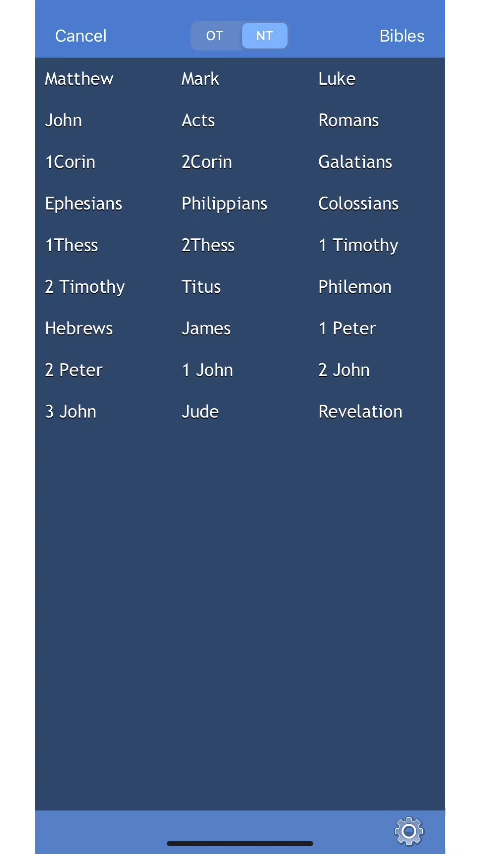 Cancel OT NT Bibles
Matthew Mark Luke
John Acts Romans
1Corin 2Corin Galatians
Ephesians Philippians Colossians
1Thess 2Thess 1 Timothy
2 Timothy Titus Philemon
Hebrews James 1 Peter
2 Peter 1 John 2 John
3 John Jude Revelation